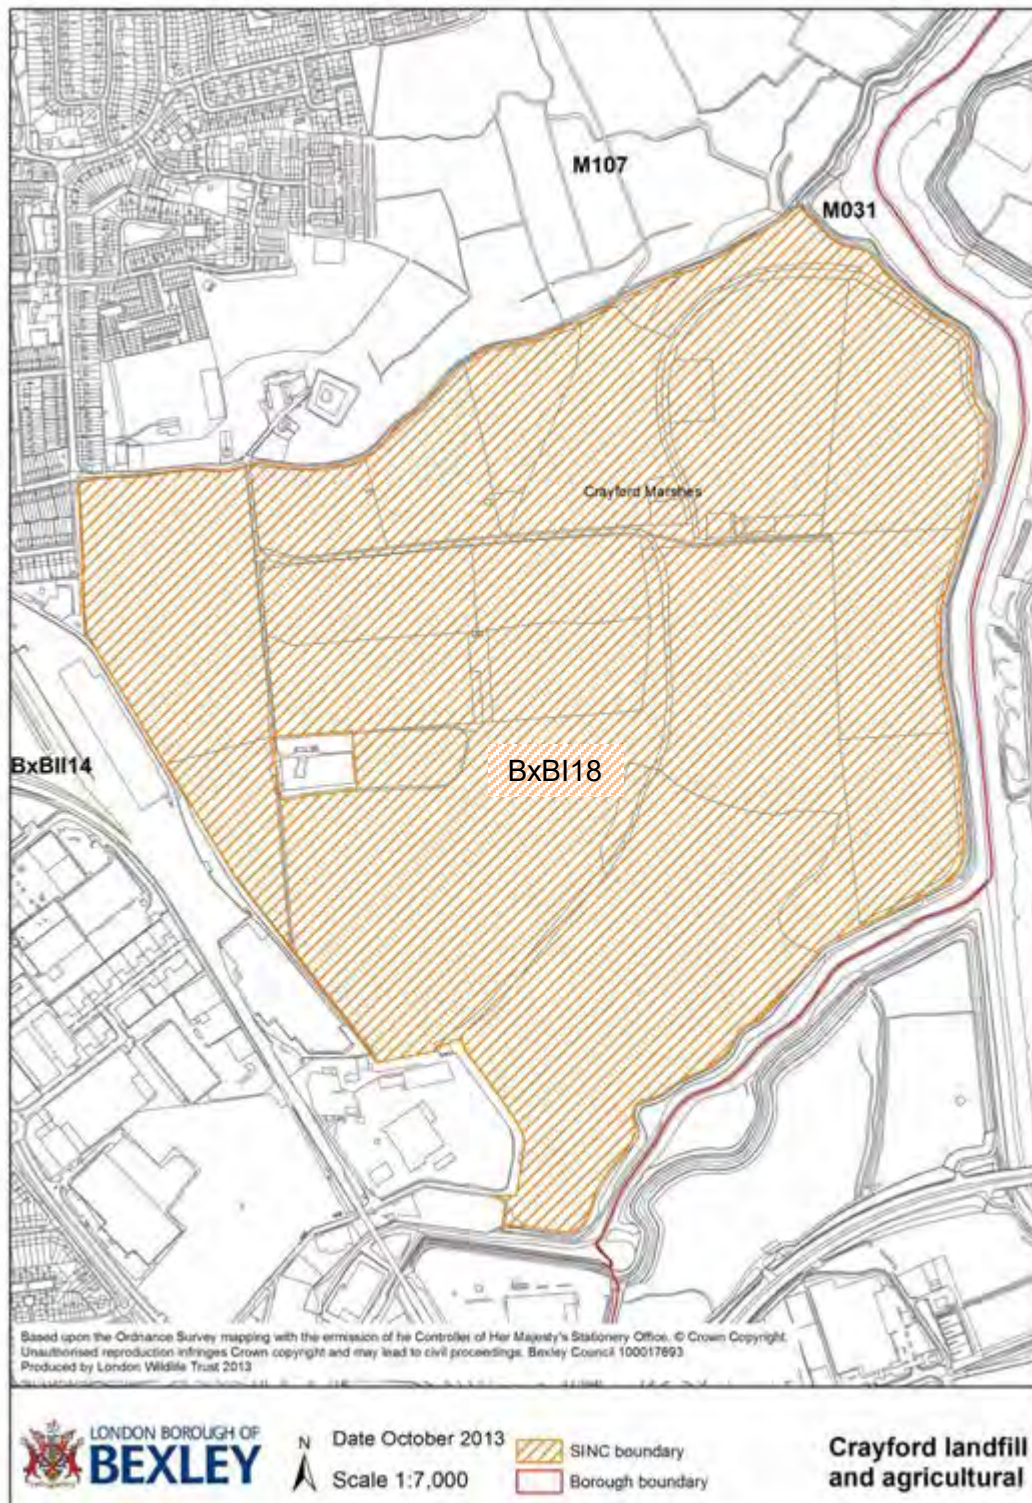 M107
M031
Crayford Marshes
BxBI18
BxBII14
Based upon the Ordnance Survey mapping with the ermission of he Controller of Her Majesty's Stationery Office. © Crown Copyright.
Unauthorised reproduction infringes Crown copyright and may lead to civil proceedings. Bexley Council 100017693
Produced by London Wildlife Trust 2013
LONDON BOROUGH OF
BEXLEY
N
Date October 2013
Scale 1:7,000
SINC boundary
Borough boundary
Crayford landfill
and agricultural